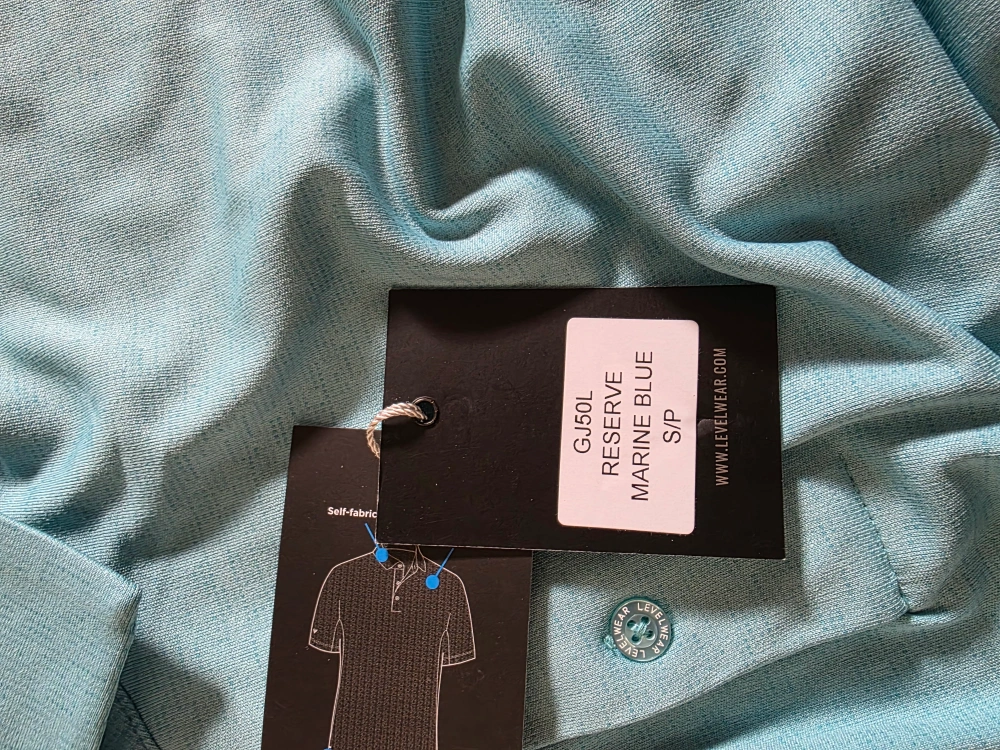 GJ50L
RESERVE
MARINE BLUE
S/P
WWW.LEVELWEAR.COM
Self-fabric
LEVELWEAR LEVELWEAR